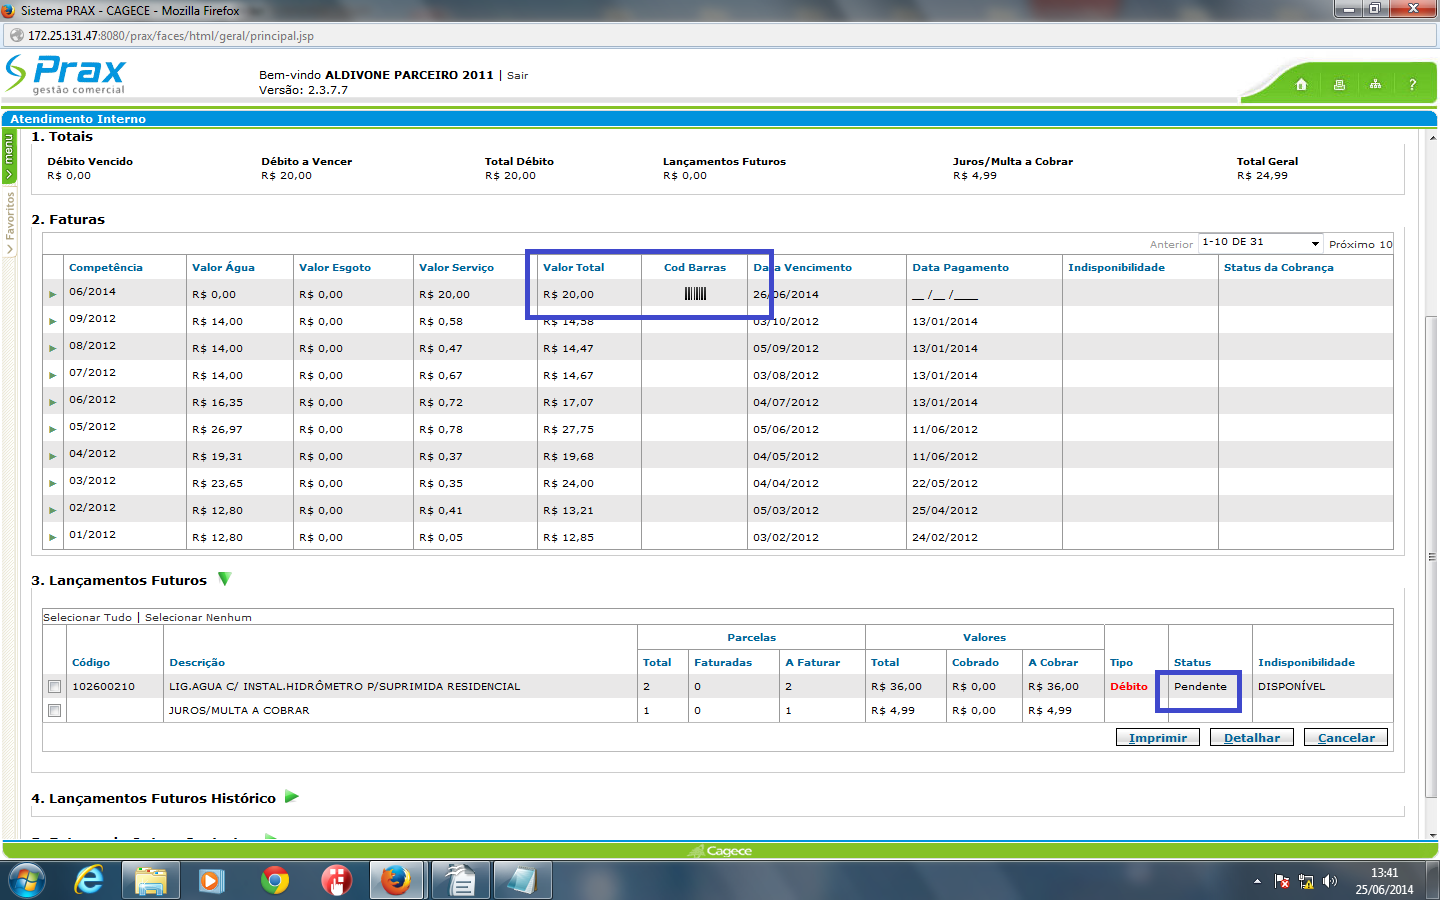 Sistema PRAX - CAGECE - Mozilla Firefox
172.25.131.47:8080/prax/faces/html/geral/principal.jsp
Prax
gestão comercial
Bem-vindo ALDIVONE PARCEIRO 2011 | Sair
Versão: 2.3.7.7
?
Atendimento Interno
menu
Favoritos
1. Totais
Débito Vencido Débito a Vencer Total Débito Lançamentos Futuros Juros/Multa a Cobrar Total Geral
R$ 0,00 R$ 20,00 R$ 20,00 R$ 0,00 R$ 4,99 R$ 24,99
2. Faturas
Anterior 1-10 DE 31 Próximo 10
Competência Valor Água Valor Esgoto Valor Serviço Valor Total Cod Barras Data Vencimento Data Pagamento Indisponibilidade Status da Cobrança
06/2014 R$ 0,00 R$ 0,00 R$ 20,00 R$ 20,00 26/06/2014 __ /__ /____
09/2012 R$ 14,00 R$ 0,00 R$ 0,58 R$ 14,58 03/10/2012 13/01/2014
08/2012 R$ 14,00 R$ 0,00 R$ 0,47 R$ 14,47 05/09/2012 13/01/2014
07/2012 R$ 14,00 R$ 0,00 R$ 0,67 R$ 14,67 03/08/2012 13/01/2014
06/2012 R$ 16,35 R$ 0,00 R$ 0,72 R$ 17,07 04/07/2012 13/01/2014
05/2012 R$ 26,97 R$ 0,00 R$ 0,78 R$ 27,75 05/06/2012 11/06/2012
04/2012 R$ 19,31 R$ 0,00 R$ 0,37 R$ 19,68 04/05/2012 11/06/2012
03/2012 R$ 23,65 R$ 0,00 R$ 0,35 R$ 24,00 04/04/2012 22/05/2012
02/2012 R$ 12,80 R$ 0,00 R$ 0,41 R$ 13,21 05/03/2012 25/04/2012
01/2012 R$ 12,80 R$ 0,00 R$ 0,05 R$ 12,85 03/02/2012 24/02/2012
3. Lançamentos Futuros
Selecionar Tudo | Selecionar Nenhum
Parcelas Valores
Código Descrição Total Faturadas A Faturar Total Cobrado A Cobrar Tipo Status Indisponibilidade
102600210 LIG.AGUA C/ INSTAL.HIDRÔMETRO P/SUPRIMIDA RESIDENCIAL 2 0 2 R$ 36,00 R$ 0,00 R$ 36,00 Débito Pendente DISPONÍVEL
JUROS/MULTA A COBRAR 1 0 1 R$ 4,99 R$ 0,00 R$ 4,99
Imprimir Detalhar Cancelar
4. Lançamentos Futuros Histórico
Cagece
13:41
25/06/2014